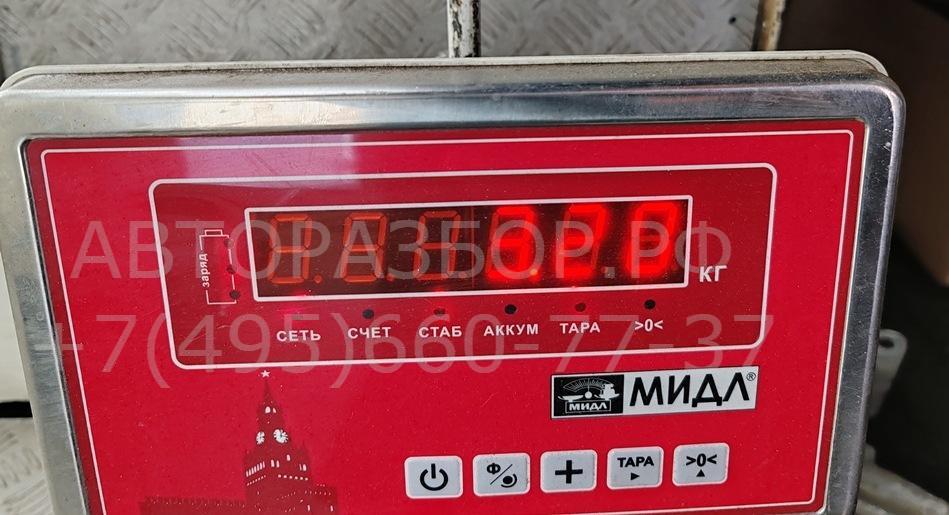 АВТОРАЗБОР.РФ
заряд
КГ
СЕТЬ СЧЕТ СТАБ АККУМ ТАРА >0<
+7(495)660-77-37
МИДЛ МИДЛ®
Ф ТАРА >0<